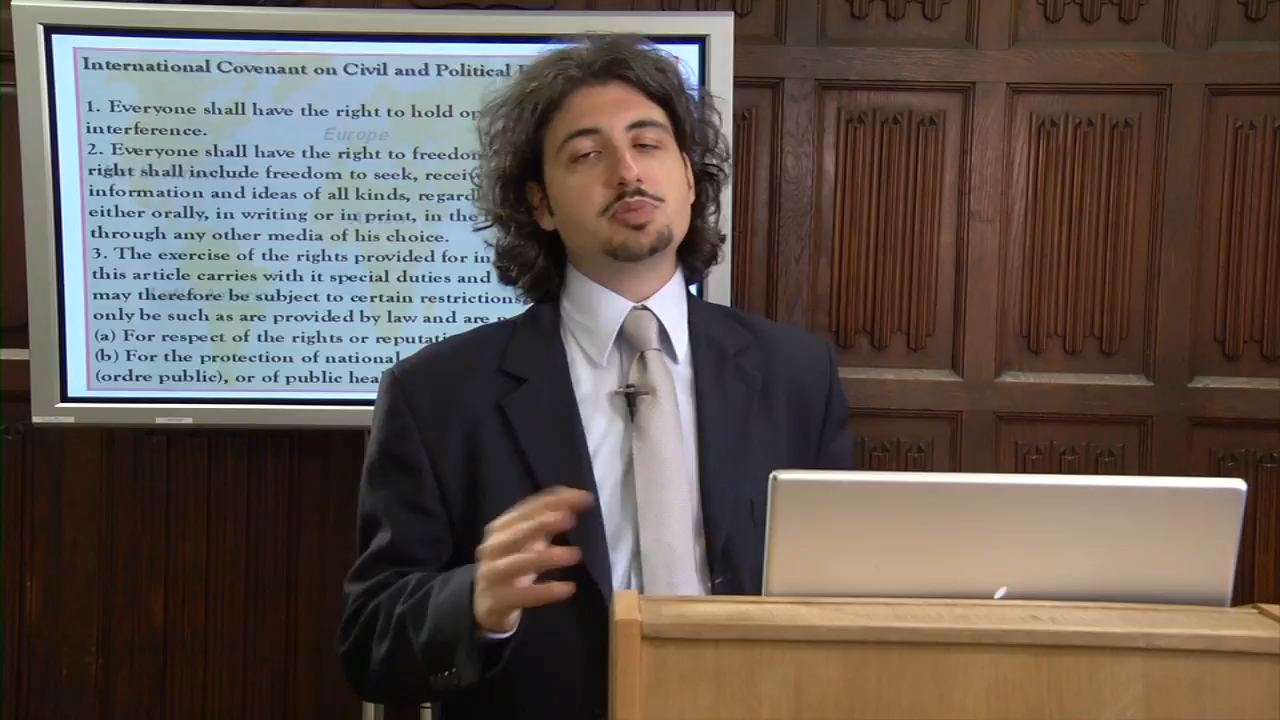 International Covenant on Civil and Political
1. Everyone shall have the right to hold
interference.
Europe
2. Everyone shall have the right to
right shall include freedom to seek,
information and ideas of all kinds,
either orally, in writing or in print, in the
through any other media of his choice.
3. The exercise of the rights provided for in
this article carries with it special duties and
may therefore be subject to certain restrictions,
only be such as are provided by law and are
(a) For respect of the rights or
(b) For the protection of national
(ordre public), or of public